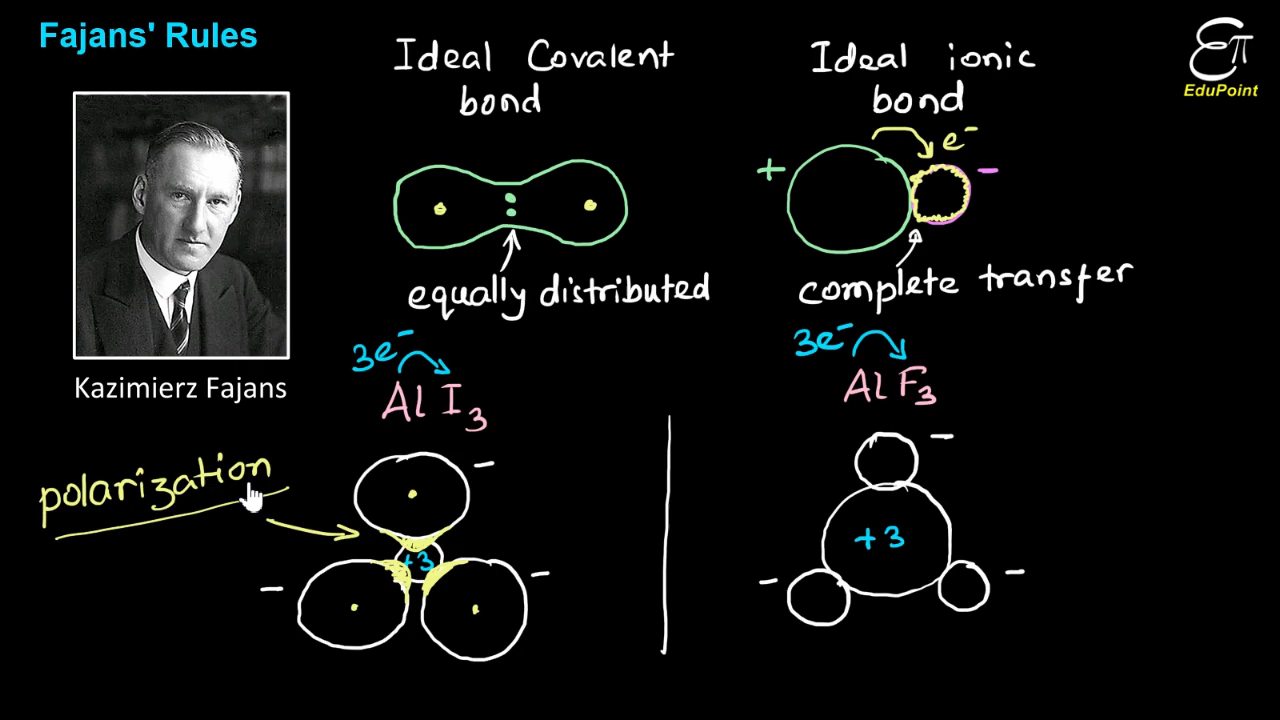 Fajans' Rules
Ideal Covalent
bond
Ideal ionic
bond
επ
EduPoint
+
e⁻
−
equally distributed
complete transfer
Kazimierz Fajans
3e⁻
AlI₃
3e⁻
AlF₃
polarization
−
+3
−
−
−
+3
−
−